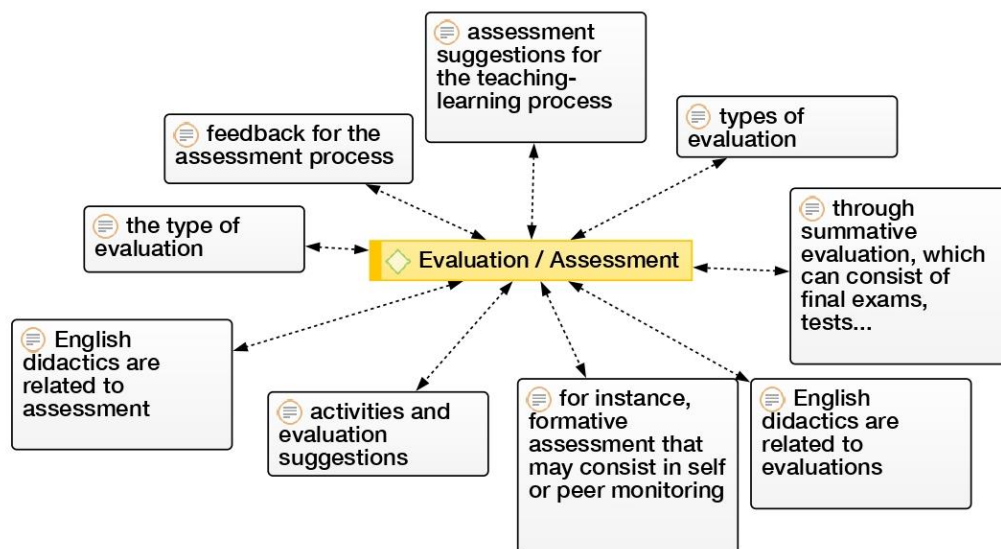 assessment
suggestions for
the teaching-
learning process
types of
evaluation
feedback for the
assessment process
the type of
evaluation
through
summative
evaluation, which
can consist of
final exams,
tests...
Evaluation / Assessment
English
didactics are
related to
assessment
activities and
evaluation
suggestions
for instance,
formative
assessment that
may consist in self
or peer monitoring
English
didactics are
related to
evaluations